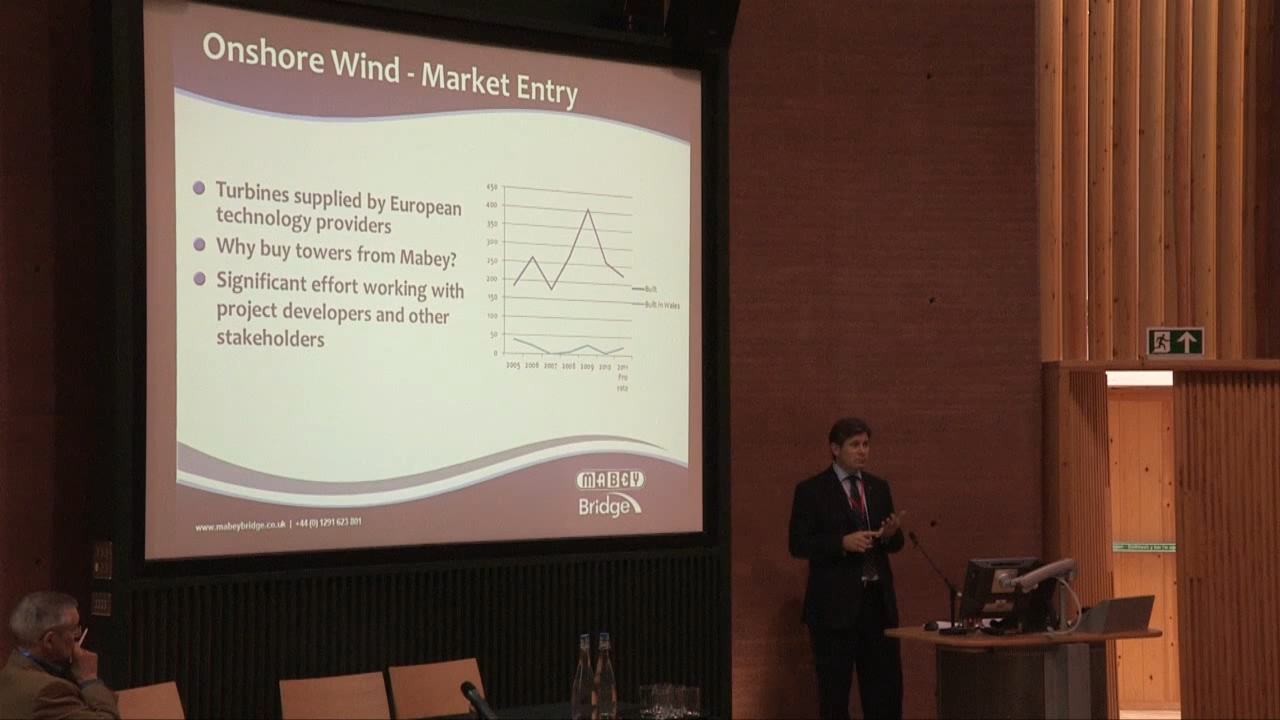 Onshore Wind - Market Entry
Turbines supplied by European
technology providers
Why buy towers from Mabey?
Significant effort working with
project developers and other
stakeholders
450
400
350
300
250
200
150
100
50
0
2005 2006 2007 2008 2009 2010 2011
Pro
rata
Built
Built in Wales
MABEY
Bridge
www.mabeybridge.co.uk | +44 (0) 1291 623 801